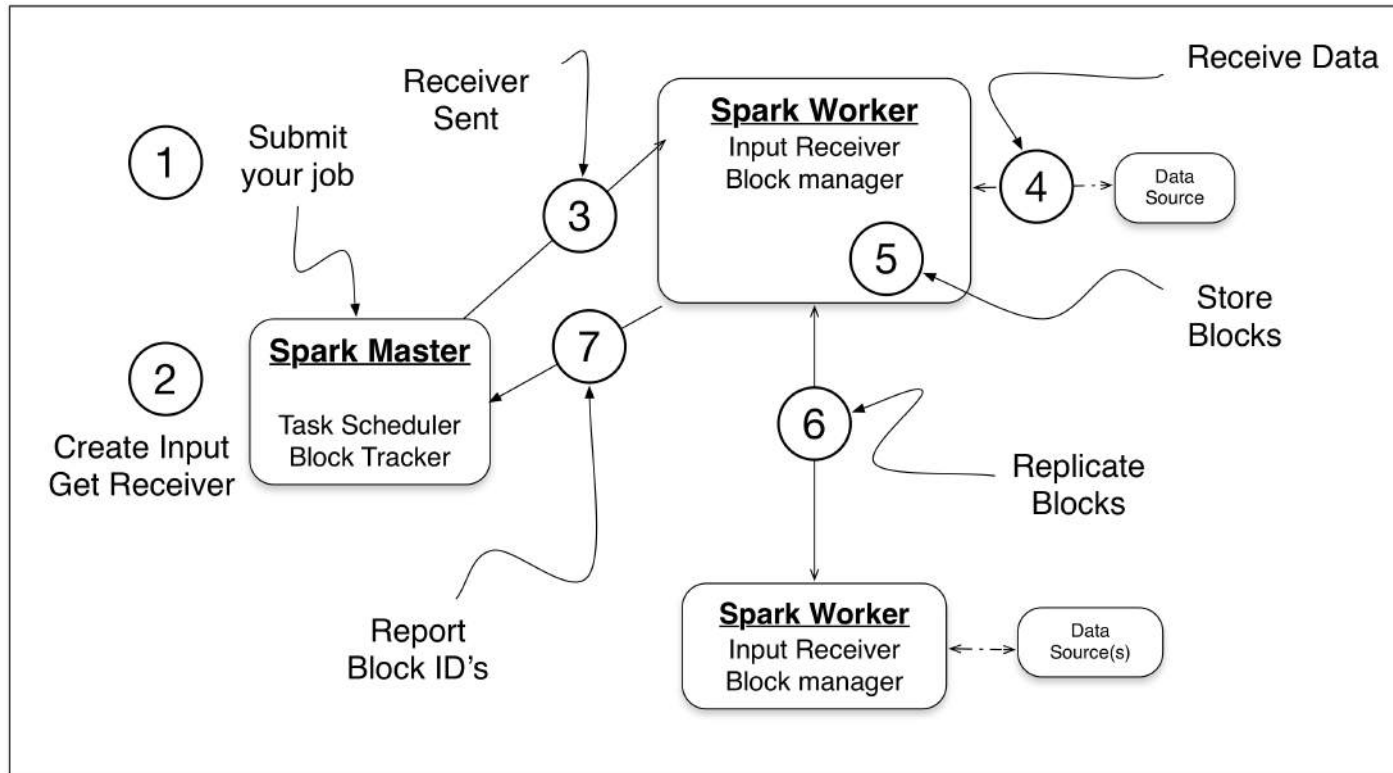 1
Submit
your job
2
Create Input
Get Receiver
Spark Master
Task Scheduler
Block Tracker
Receiver
Sent
3
Spark Worker
Input Receiver
Block manager
Receive Data
4
Data
Source
5
Store
Blocks
6
Replicate
Blocks
7
Report
Block ID's
Spark Worker
Input Receiver
Block manager
Data
Source(s)